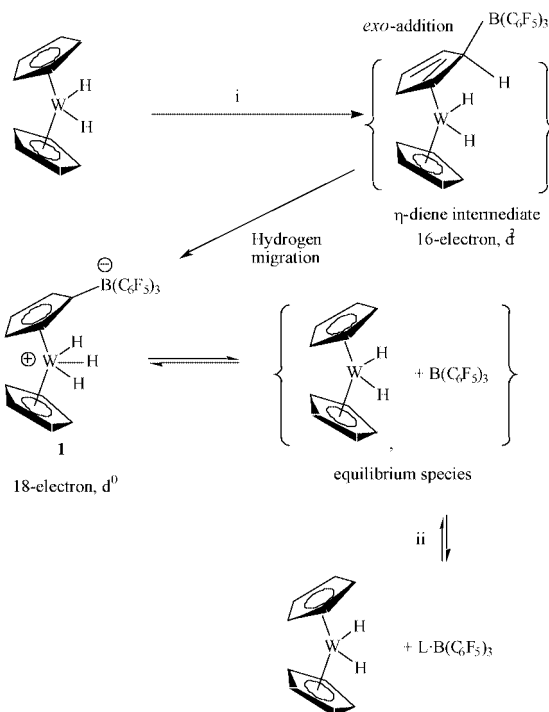 exo-addition
B(C₆F₅)₃
H
H
W
H
i
H
W
H
η-diene intermediate
16-electron, d²
Hydrogen
migration
⊖
B(C₆F₅)₃
H
⊕ W H
H
1
18-electron, d⁰
H
W
H
+ B(C₆F₅)₃
,
equilibrium species
ii
H
W
H
+ L·B(C₆F₅)₃